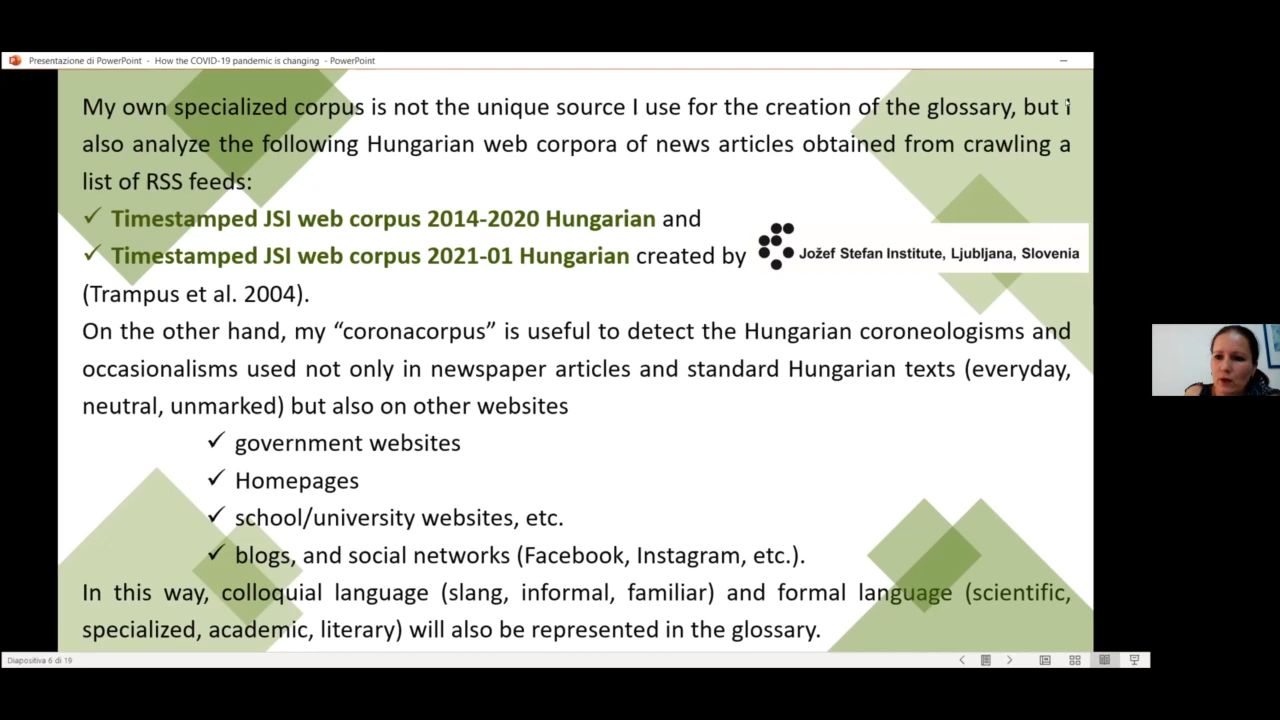 Presentazione di PowerPoint - How the COVID-19 pandemic is changing - PowerPoint
My own specialized corpus is not the unique source I use for the creation of the glossary, but I
also analyze the following Hungarian web corpora of news articles obtained from crawling a
list of RSS feeds:
✓ Timestamped JSI web corpus 2014-2020 Hungarian and
✓ Timestamped JSI web corpus 2021-01 Hungarian created by
Jožef Stefan Institute, Ljubljana, Slovenia
(Trampus et al. 2004).
On the other hand, my “coronacorpus” is useful to detect the Hungarian coroneologisms and
occasionalisms used not only in newspaper articles and standard Hungarian texts (everyday,
neutral, unmarked) but also on other websites
✓ government websites
✓ Homepages
✓ school/university websites, etc.
✓ blogs, and social networks (Facebook, Instagram, etc.).
In this way, colloquial language (slang, informal, familiar) and formal language (scientific,
specialized, academic, literary) will also be represented in the glossary.
Diapositiva 6 di 19